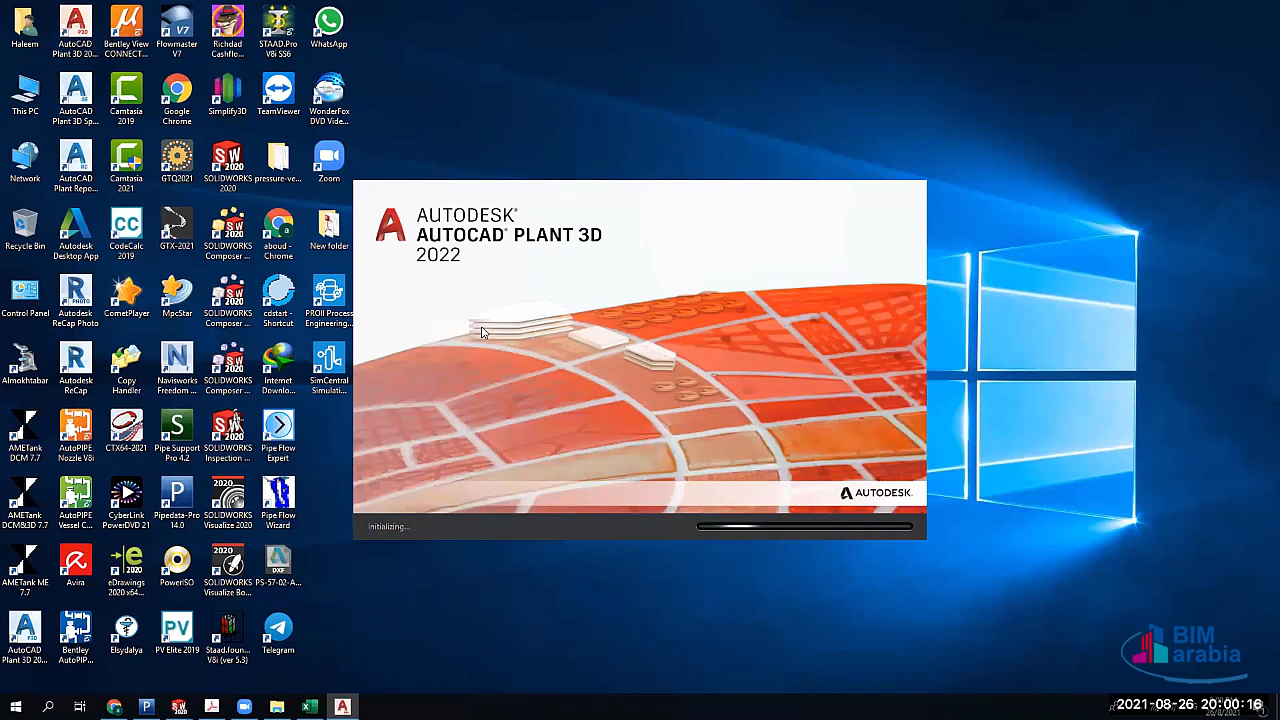 Haleem
AutoCAD Plant 3D 20...
Bentley View CONNECT...
Flowmaster V7
Richdad Cashflo...
STAAD.Pro V8i SS6
WhatsApp
This PC
AutoCAD Plant 3D Sp...
Camtasia 2019
Google Chrome
Simplify3D
TeamViewer
WonderFox DVD Vide...
Network
AutoCAD Plant Repo...
Camtasia 2021
GTQ2021
SOLIDWORKS 2020
pressure-ve...
Zoom
Recycle Bin
Autodesk Desktop App
CodeCalc 2019
GTX-2021
SOLIDWORKS Composer ...
aboud - Chrome
New folder
Control Panel
Autodesk ReCap Photo
CometPlayer
MpcStar
SOLIDWORKS Composer ...
cdstart - Shortcut
PROII Process Engineering...
Almokhtabar
Autodesk ReCap
Copy Handler
Navisworks Freedom ...
SOLIDWORKS Composer ...
Internet Downlo...
SimCentral Simulati...
AMETank DCM 7.7
AutoPIPE Nozzle V8i
CTX64-2021
Pipe Support Pro 4.2
SOLIDWORKS Inspection ...
Pipe Flow Expert
AMETank DCM&3D 7.7
AutoPIPE Vessel C...
CyberLink PowerDVD 21
Pipedata-Pro 14.0
SOLIDWORKS Visualize 2020
Pipe Flow Wizard
AMETank ME 7.7
Avira
eDrawings 2020 x64...
PowerISO
SOLIDWORKS Visualize Bo...
PS-57-02-A...
AutoCAD Plant 3D 20...
Bentley AutoPIP...
Elsydalya
PV Elite 2019
Staad.foun... V8i (ver 5.3)
Telegram
AUTODESK®
AUTOCAD® PLANT 3D
2022
AUTODESK.
Initializing...
BIM
arabia
2021-08-26 20:00:16